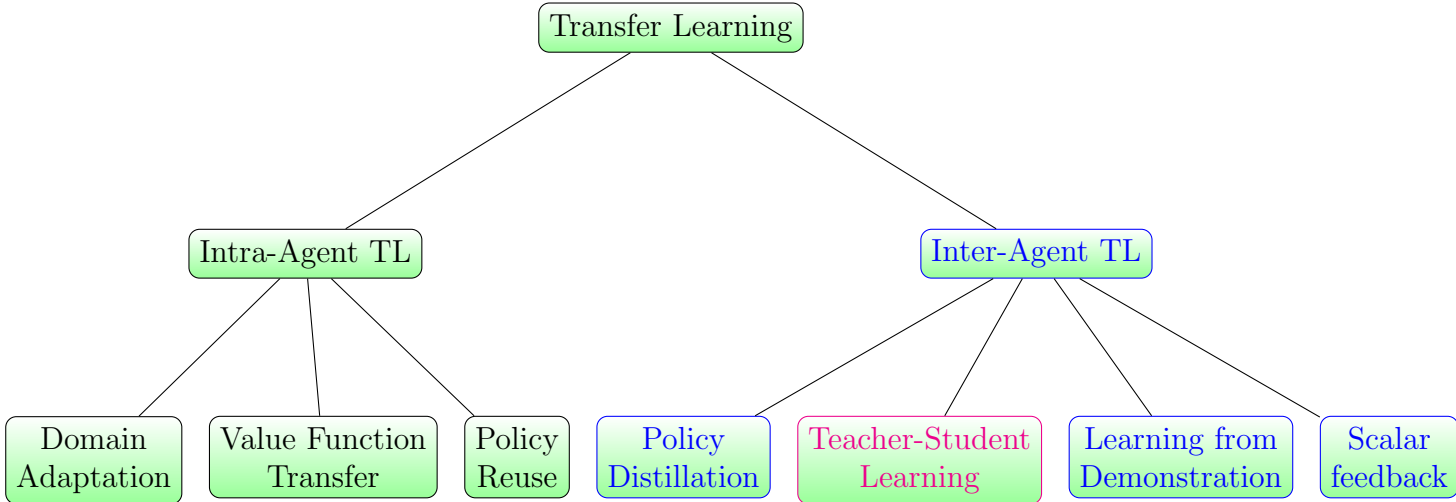 Transfer Learning
Intra-Agent TL
Inter-Agent TL
Domain
Adaptation
Value Function
Transfer
Policy
Reuse
Policy
Distillation
Teacher-Student
Learning
Learning from
Demonstration
Scalar
feedback